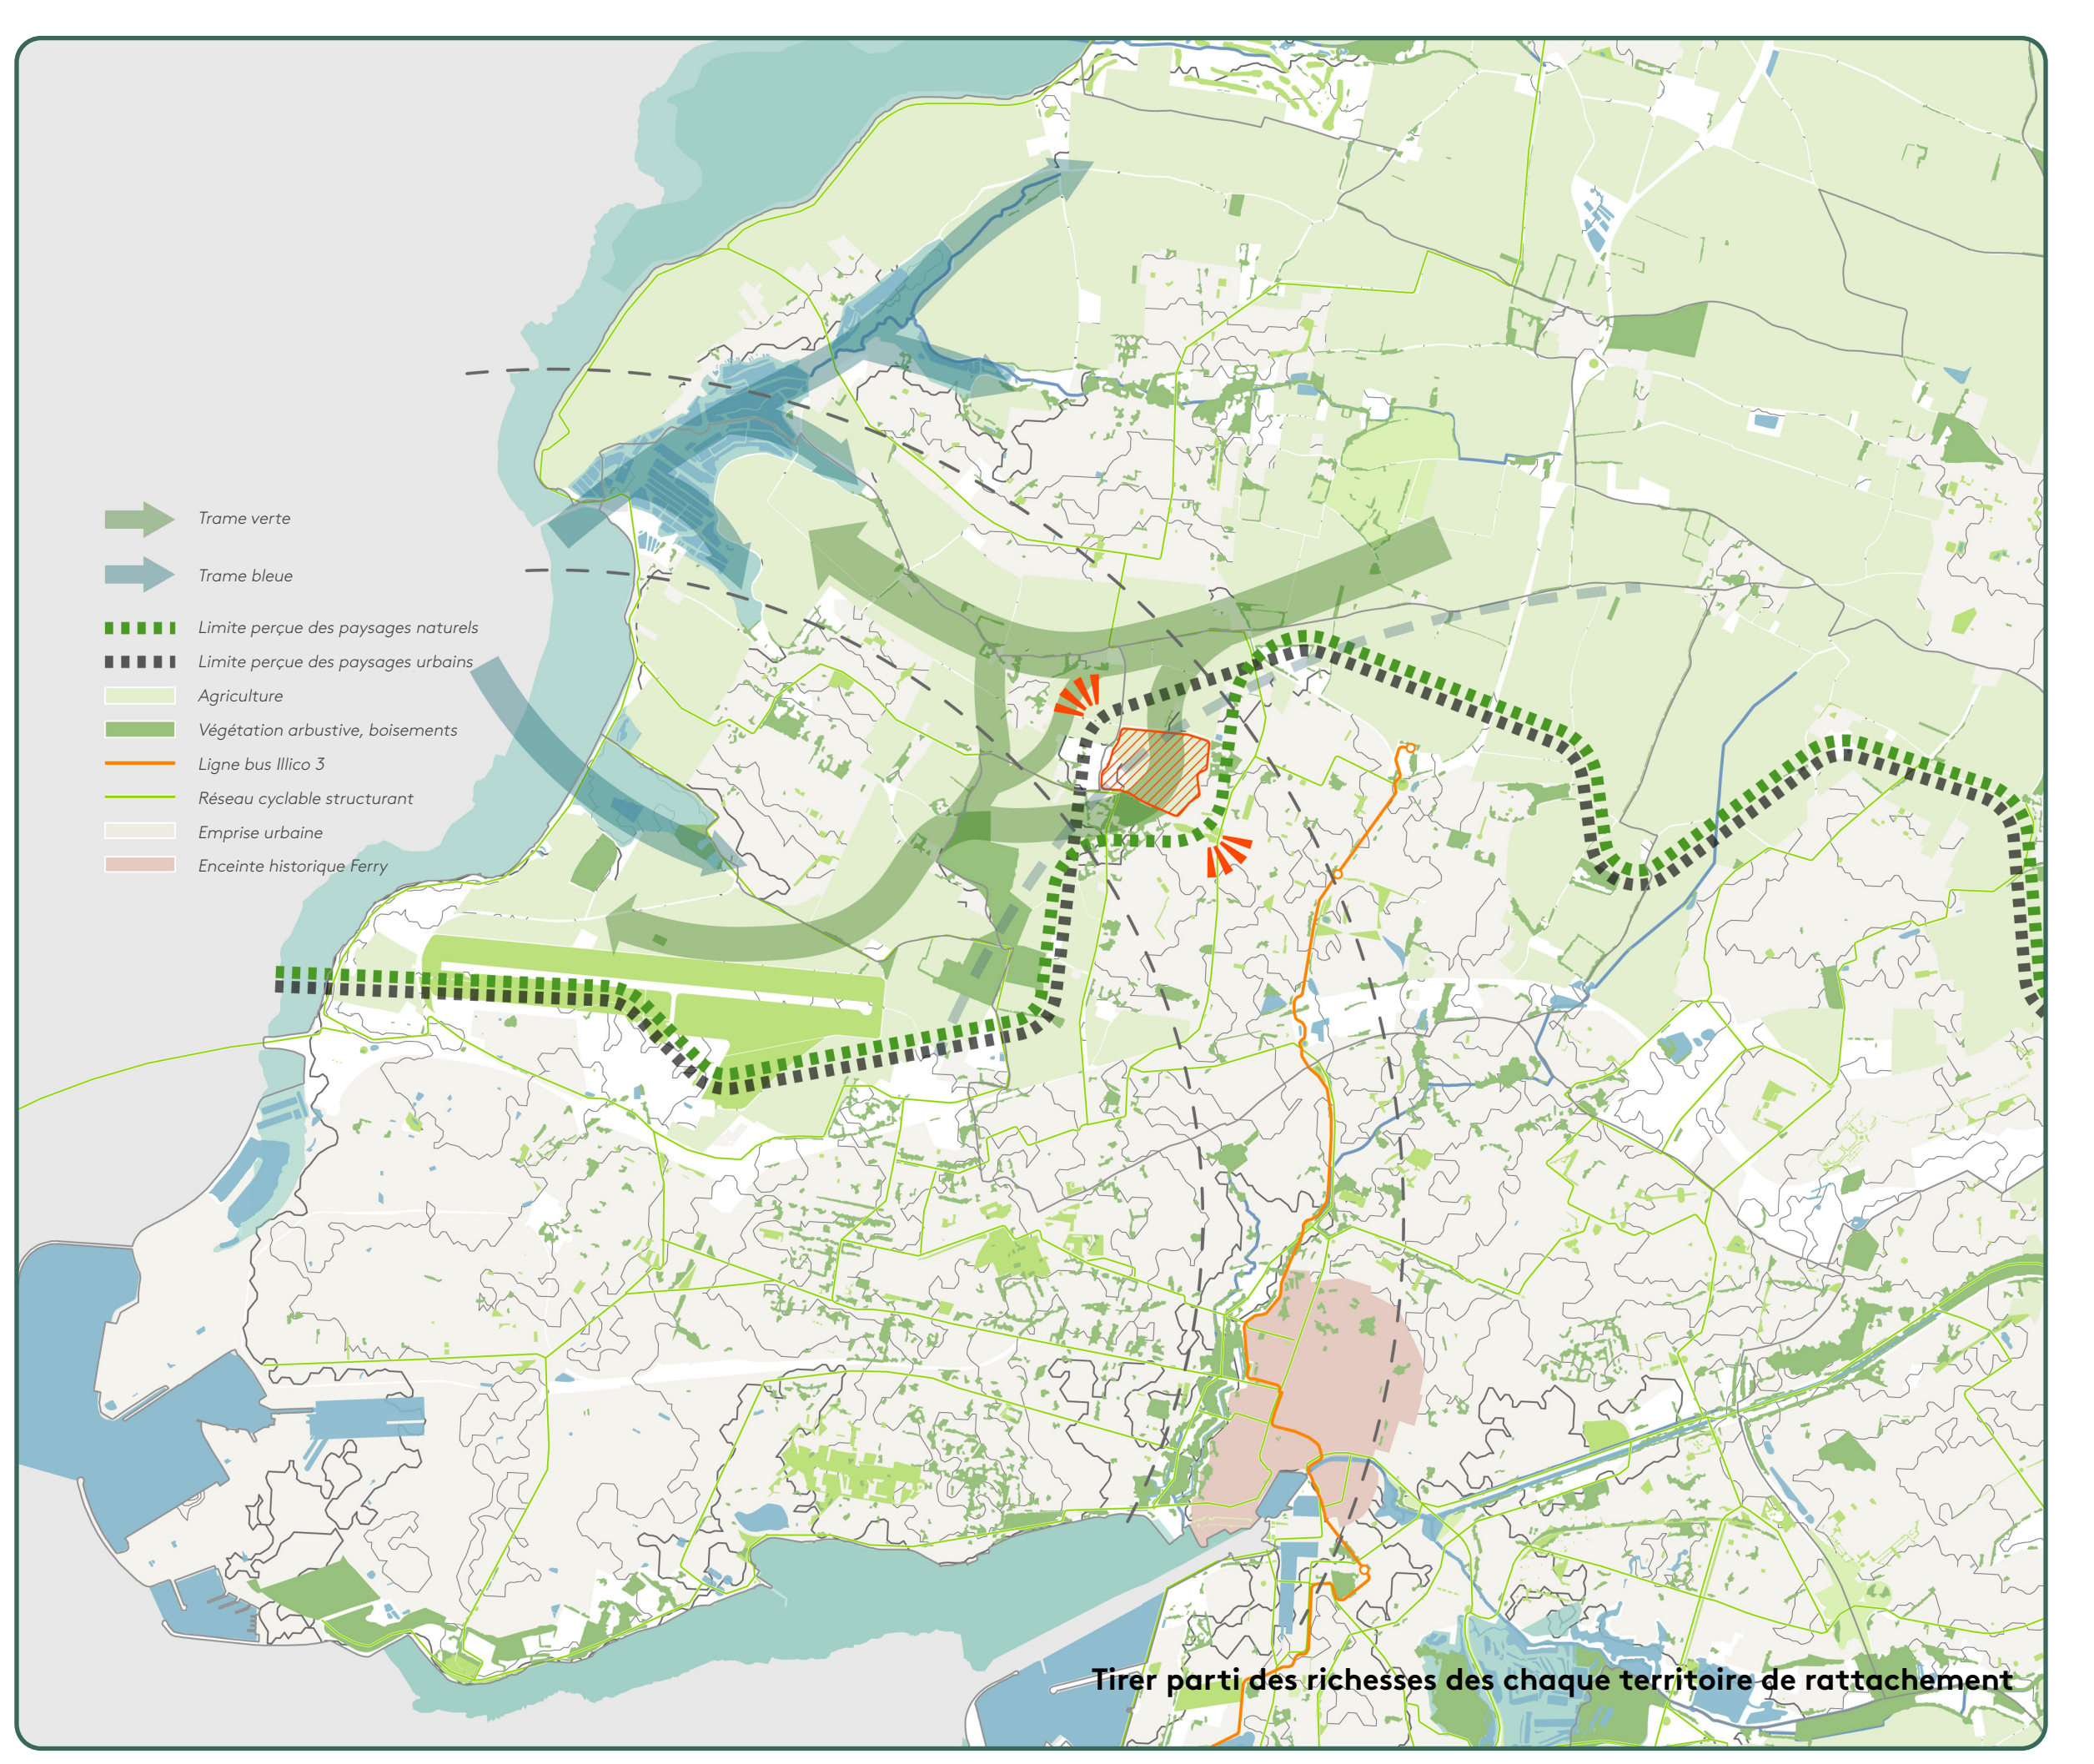 Trame verte
Trame bleue
Limite perçue des paysages naturels
Limite perçue des paysages urbains
Agriculture
Végétation arbustive, boisements
Ligne bus Illico 3
Réseau cyclable structurant
Emprise urbaine
Enceinte historique Ferry
Tirer parti des richesses des chaque territoire de rattachement